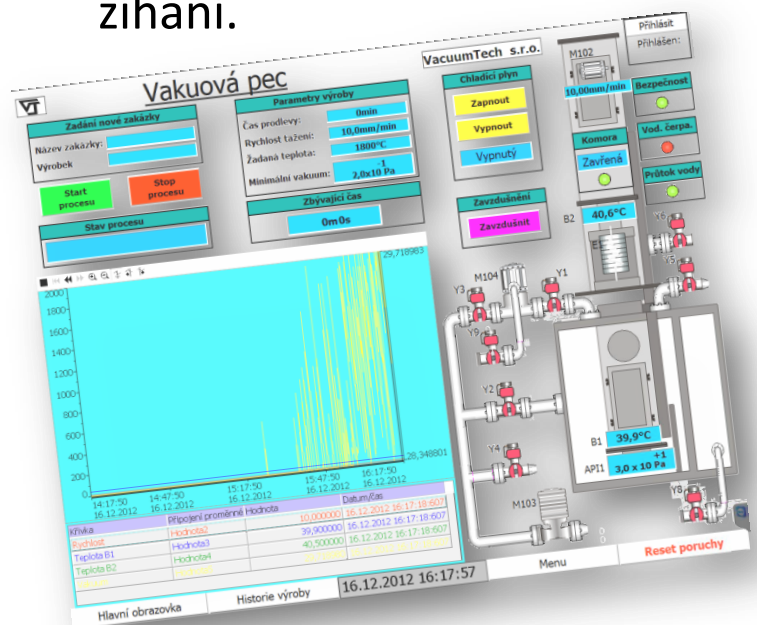 žíhání.
VT
Vakuová pec
VacuumTech s.r.o.
Přihlásit
Přihlášen:
Zadání nové zakázky
Název zakázky:
Výrobek
Start procesu
Stop procesu
Stav procesu
Parametry výroby
Čas prodlevy: 0min
Rychlost tažení: 10,0mm/min
Žadaná teplota: 1800°C
Minimální vakuum: 2,0x10 Pa -1
Zbývající čas
0m0s
Chladící plyn
Zapnout
Vypnout
Vypnutý
Zavzdušnění
Zavzdušnit
M102
10,00mm/min
Komora
Zavřená
Bezpečnost
Vod. čerpa.
Průtok vody
B2 40,6°C
Y6
Y5
M104
Y3
Y1
Y9
Y2
Y4
M103
B1 39,9°C
API1 3,0 x 10 Pa +1
Y8
29,718963
2000
1800
1600
1400
1200
1000
800
600
400
200
0
28,348801
14:17:50 14:47:50 15:17:50 15:47:50 16:17:50
16.12.2012 16.12.2012 16.12.2012 16.12.2012 16.12.2012
Křivka Připojení proměnné Hodnota Datum/čas
Rychlost Hodnota2 10,000000 16.12.2012 16:17:18:607
Teplota B1 Hodnota3 39,900000 16.12.2012 16:17:18:607
Teplota B2 Hodnota4 40,500000 16.12.2012 16:17:18:607
Hlavní obrazovka
Historie výroby
16.12.2012 16:17:57
Menu
Reset poruchy